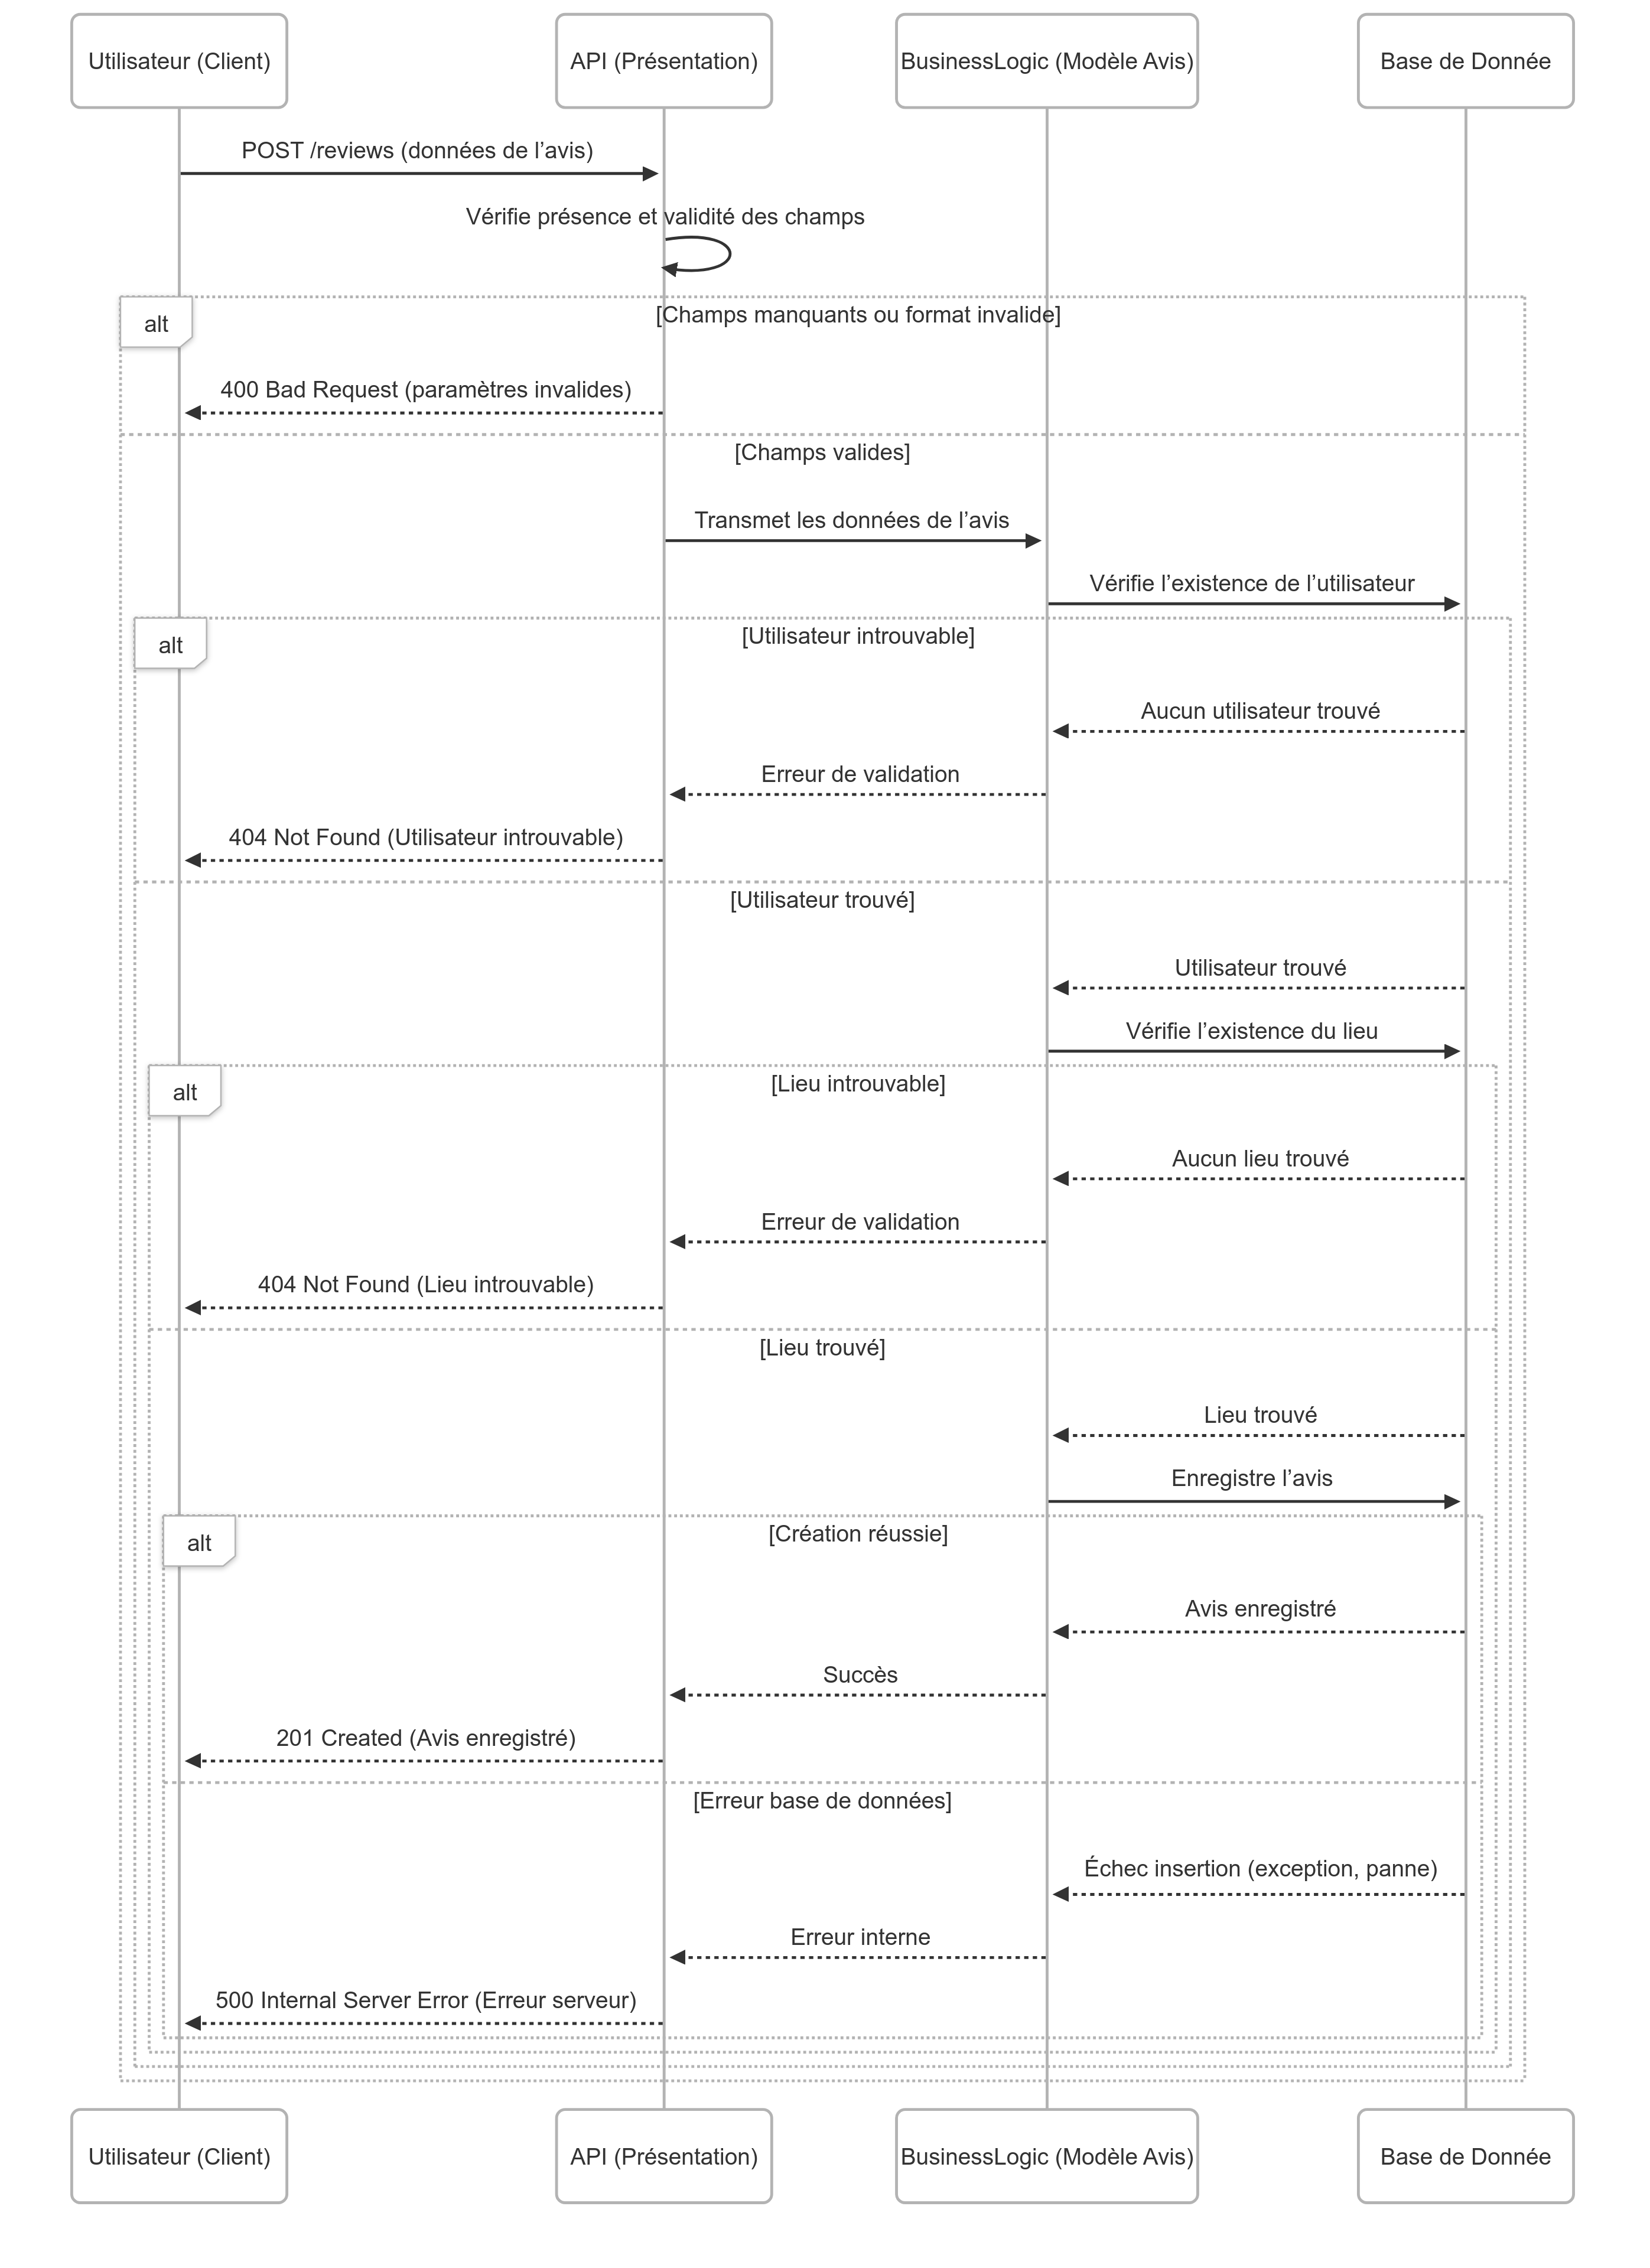 Utilisateur (Client)
API (Présentation)
BusinessLogic (Modèle Avis)
Base de Donnée
POST /reviews (données de l’avis)
Vérifie présence et validité des champs
alt
[Champs manquants ou format invalide]
400 Bad Request (paramètres invalides)
[Champs valides]
Transmet les données de l’avis
Vérifie l’existence de l’utilisateur
alt
[Utilisateur introuvable]
Aucun utilisateur trouvé
Erreur de validation
404 Not Found (Utilisateur introuvable)
[Utilisateur trouvé]
Utilisateur trouvé
Vérifie l’existence du lieu
alt
[Lieu introuvable]
Aucun lieu trouvé
Erreur de validation
404 Not Found (Lieu introuvable)
[Lieu trouvé]
Lieu trouvé
Enregistre l’avis
alt
[Création réussie]
Avis enregistré
Succès
201 Created (Avis enregistré)
[Erreur base de données]
Échec insertion (exception, panne)
Erreur interne
500 Internal Server Error (Erreur serveur)
Utilisateur (Client)
API (Présentation)
BusinessLogic (Modèle Avis)
Base de Donnée